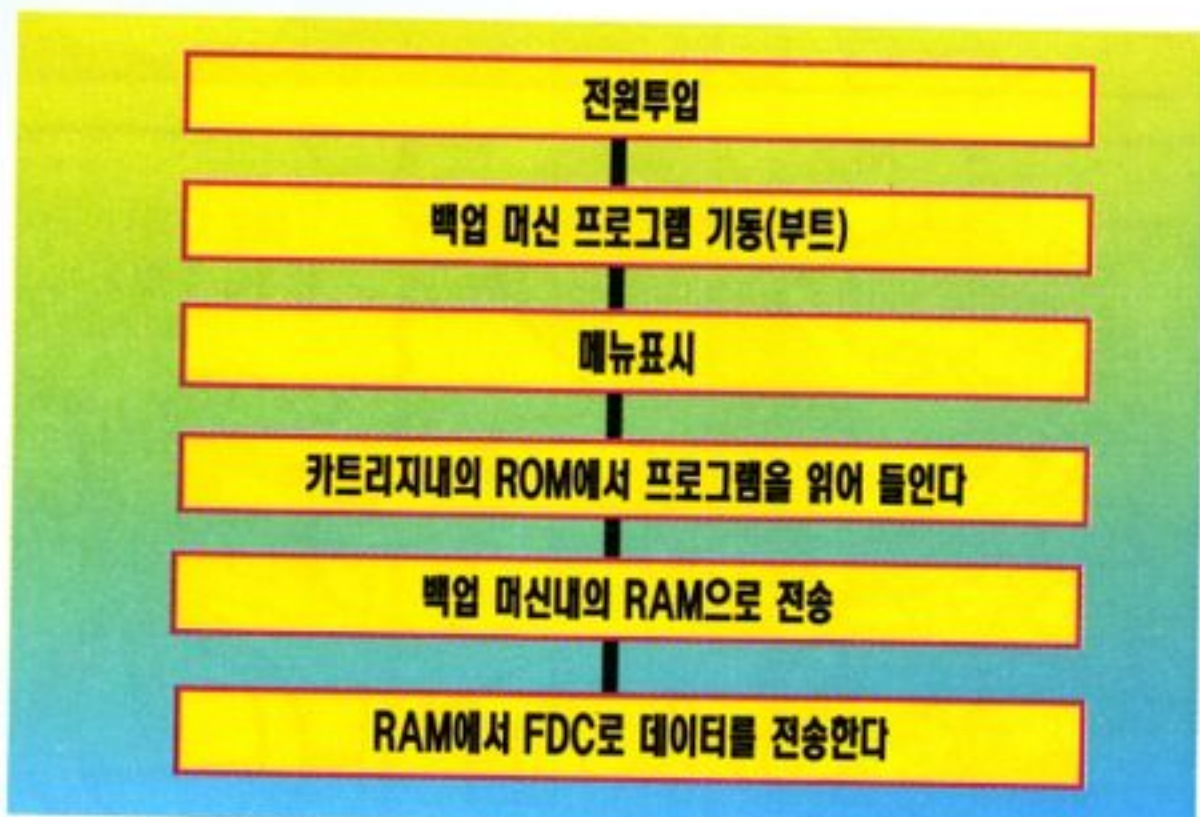 전원투입
백업 머신 프로그램 기동(부트)
메뉴표시
카트리지내의 ROM에서 프로그램을 읽어 들인다
백업 머신내의 RAM으로 전송
RAM에서 FDC로 데이터를 전송한다